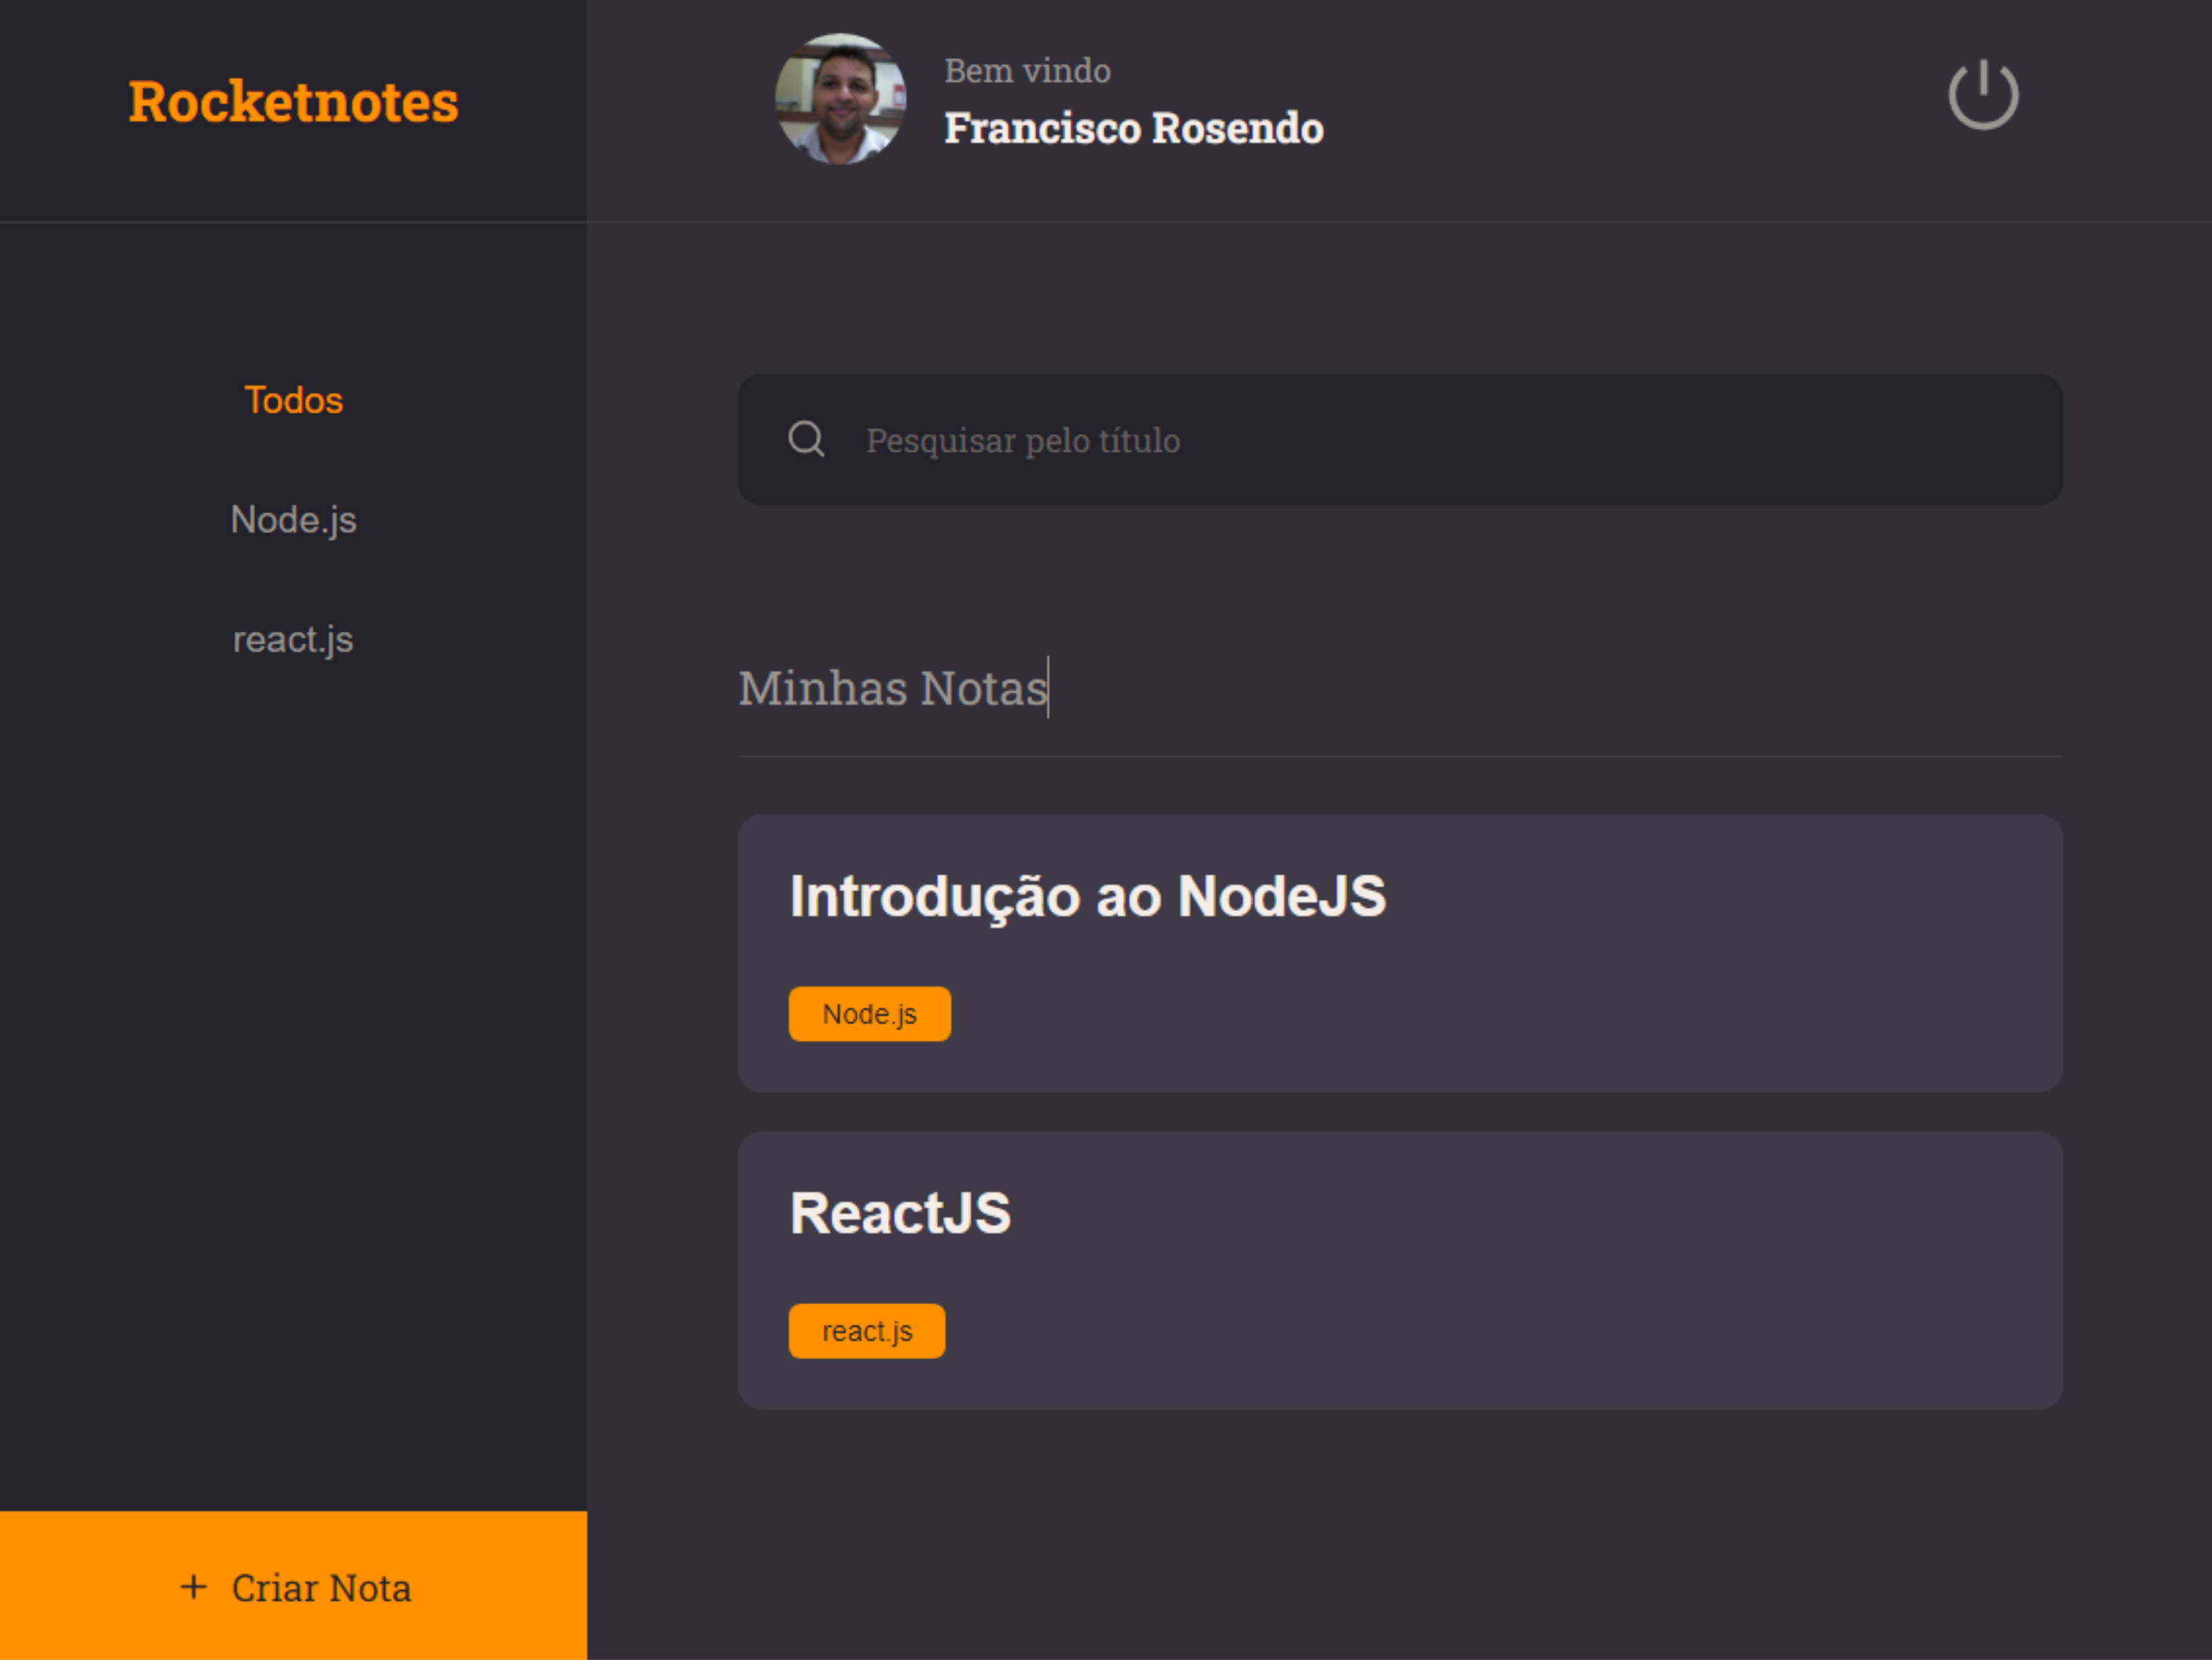 Rocketnotes
Bem vindo
Francisco Rosendo
Todos
Node.js
react.js
Pesquisar pelo título
Minhas Notas
Introdução ao NodeJS
Node.js
ReactJS
react.js
+ Criar Nota